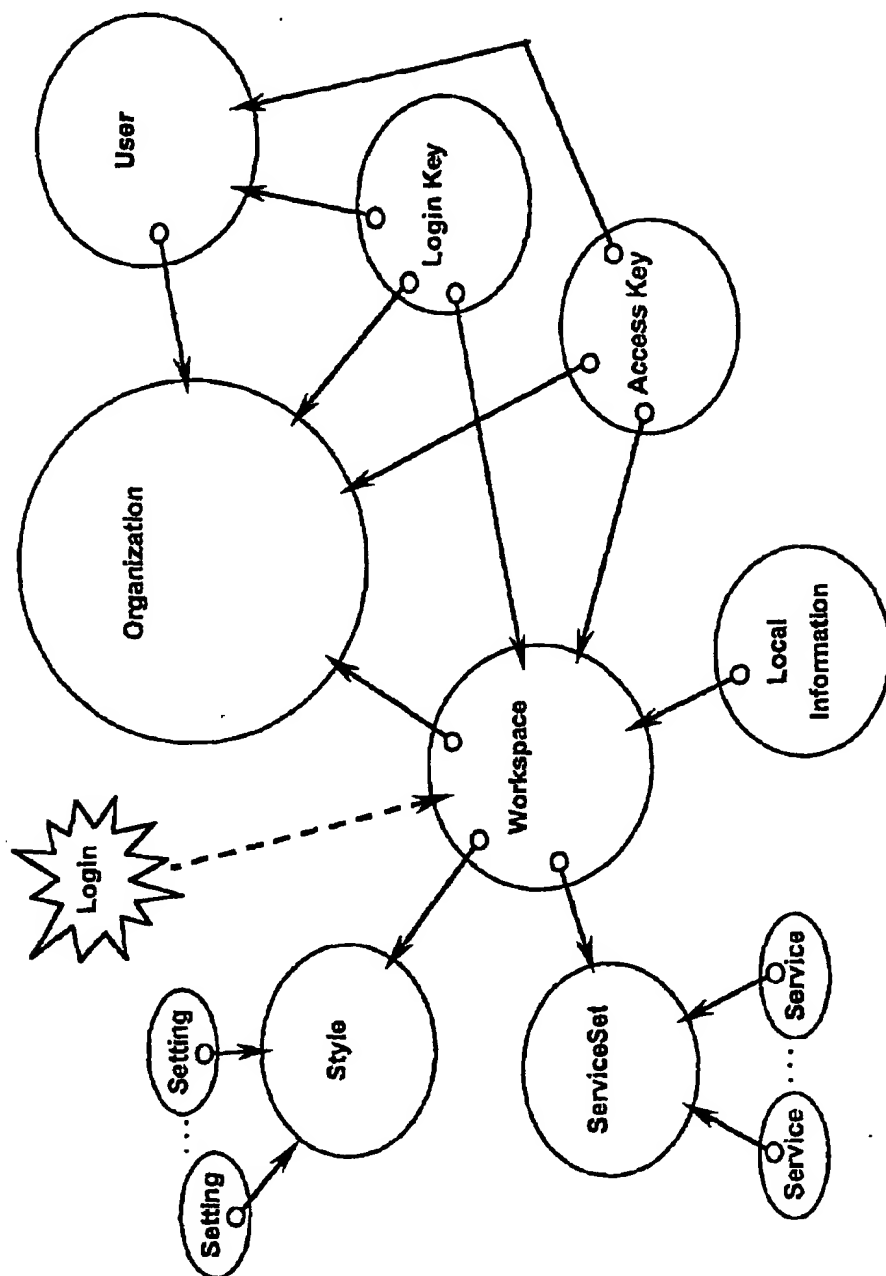 Login
Organization
User
Setting
....
Setting
Style
Login Key
Workspace
ServiceSet
Access Key
Service
....
Service
Local
Information